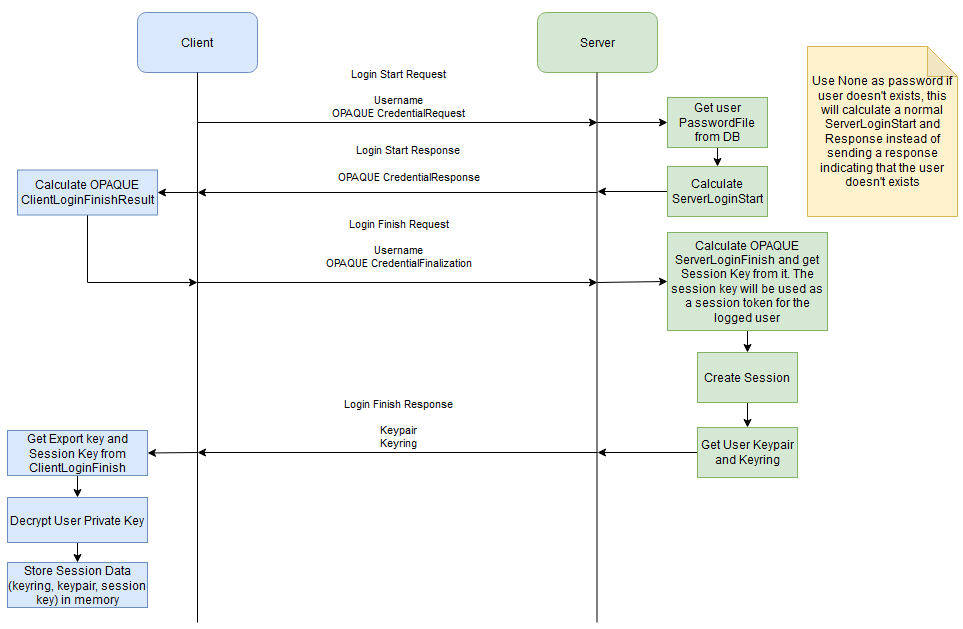 Client
Server
Login Start Request
Username
OPAQUE CredentialRequest
Get user
PasswordFile
from DB
Use None as password if
user doesn't exists, this
will calculate a normal
ServerLoginStart and
Response instead of
sending a response
indicating that the user
doesn't exists
Login Start Response
OPAQUE CredentialResponse
Calculate
ServerLoginStart
Calculate OPAQUE
ClientLoginFinishResult
Login Finish Request
Username
OPAQUE CredentialFinalization
Calculate OPAQUE
ServerLoginFinish and get
Session Key from it. The
session key will be used as
a session token for the
logged user
Create Session
Login Finish Response
Keypair
Keyring
Get User Keypair
and Keyring
Get Export key and
Session Key from
ClientLoginFinish
Decrypt User Private Key
Store Session Data
(keyring, keypair, session
key) in memory